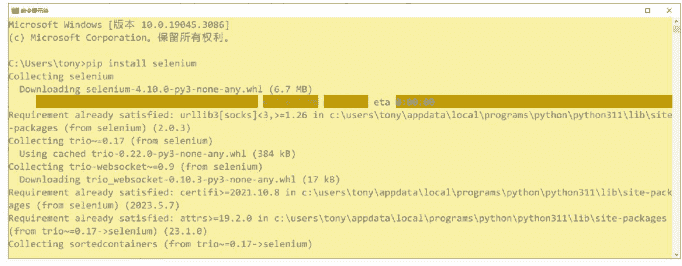 命令提示符
Microsoft Windows [版本 10.0.19045.3086]
(c) Microsoft Corporation。保留所有权利。
C:\Users\tony>pip install selenium
Collecting selenium
Downloading selenium-4.10.0-py3-none-any.whl (6.7 MB)
eta
Requirement already satisfied: urllib3[socks]<3,>=1.26 in c:\users\tony\appdata\local\programs\python\python311\lib\site
-packages (from selenium) (2.0.3)
Collecting trio~=0.17 (from selenium)
Using cached trio-0.22.0-py3-none-any.whl (384 kB)
Collecting trio-websocket~=0.9 (from selenium)
Downloading trio_websocket-0.10.3-py3-none-any.whl (17 kB)
Requirement already satisfied: certifi>=2021.10.8 in c:\users\tony\appdata\local\programs\python\python311\lib\site-pack
ages (from selenium) (2023.5.7)
Requirement already satisfied: attrs>=19.2.0 in c:\users\tony\appdata\local\programs\python\python311\lib\site-packages
(from trio~=0.17->selenium) (23.1.0)
Collecting sortedcontainers (from trio~=0.17->selenium)